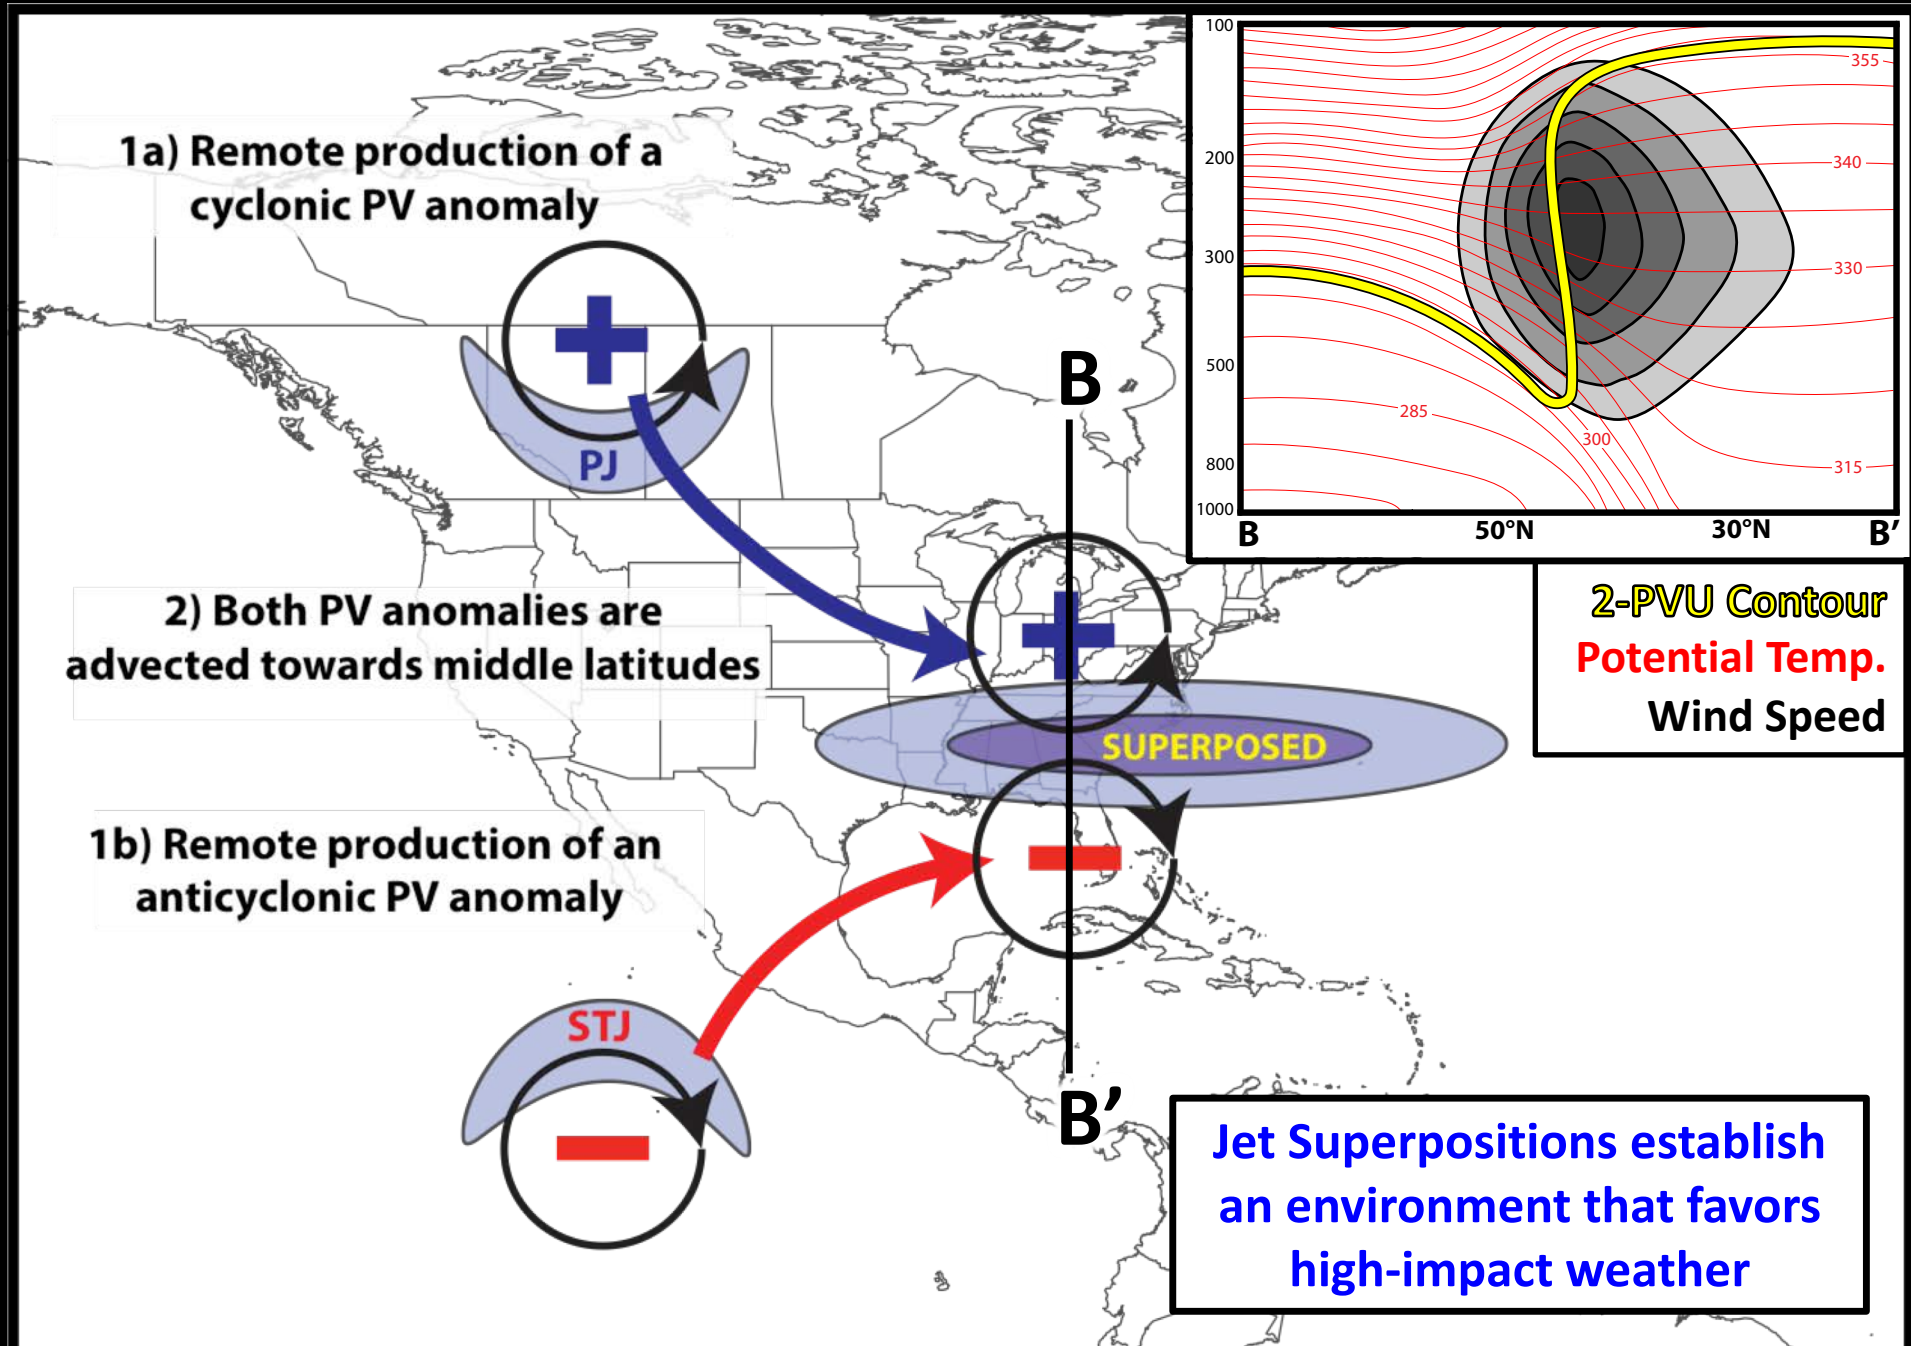 1a) Remote production of a
cyclonic PV anomaly
PJ
2) Both PV anomalies are
advected towards middle latitudes
1b) Remote production of an
anticyclonic PV anomaly
STJ
B
SUPERPOSED
B’
100
200
300
500
800
1000
355
340
330
315
300
285
B
50°N
30°N
B’
2-PVU Contour
Potential Temp.
Wind Speed
Jet Superpositions establish
an environment that favors
high-impact weather